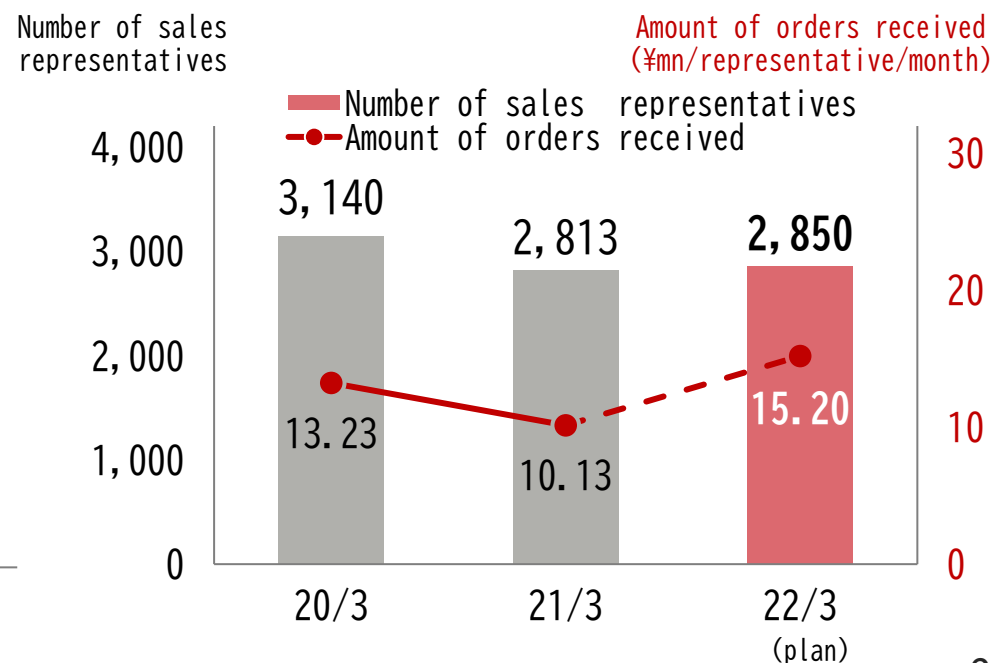 Number of sales
representatives
Amount of orders received
(¥mn/representative/month)
Number of sales representatives
Amount of orders received
4,000
3,000
2,000
1,000
0
30
20
10
0
3,140
2,813
2,850
13.23
10.13
15.20
20/3
21/3
22/3
(plan)